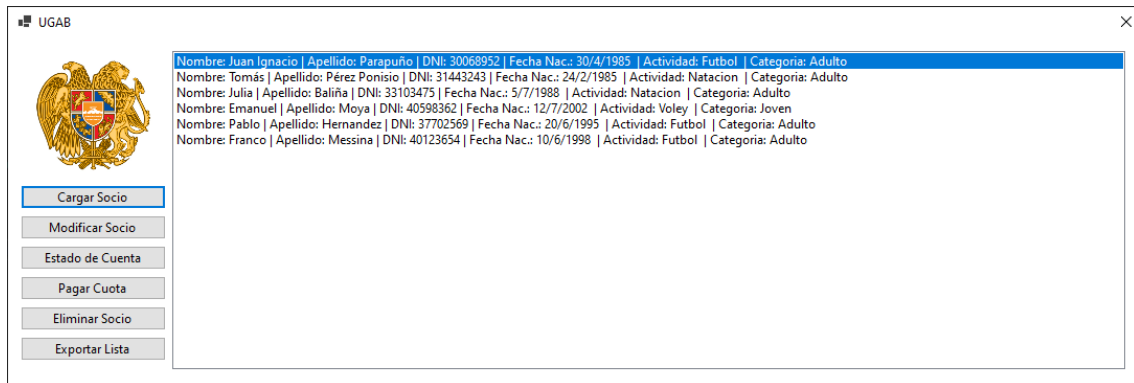 UGAB
Nombre: Juan Ignacio | Apellido: Parapuño | DNI: 30068952 | Fecha Nac.: 30/4/1985 | Actividad: Futbol | Categoria: Adulto
Nombre: Tomás | Apellido: Pérez Ponisio | DNI: 31443243 | Fecha Nac.: 24/2/1985 | Actividad: Natacion | Categoria: Adulto
Nombre: Julia | Apellido: Baliña | DNI: 33103475 | Fecha Nac.: 5/7/1988 | Actividad: Natacion | Categoria: Adulto
Nombre: Emanuel | Apellido: Moya | DNI: 40598362 | Fecha Nac.: 12/7/2002 | Actividad: Voley | Categoria: Joven
Nombre: Pablo | Apellido: Hernandez | DNI: 37702569 | Fecha Nac.: 20/6/1995 | Actividad: Futbol | Categoria: Adulto
Nombre: Franco | Apellido: Messina | DNI: 40123654 | Fecha Nac.: 10/6/1998 | Actividad: Futbol | Categoria: Adulto
Cargar Socio
Modificar Socio
Estado de Cuenta
Pagar Cuota
Eliminar Socio
Exportar Lista